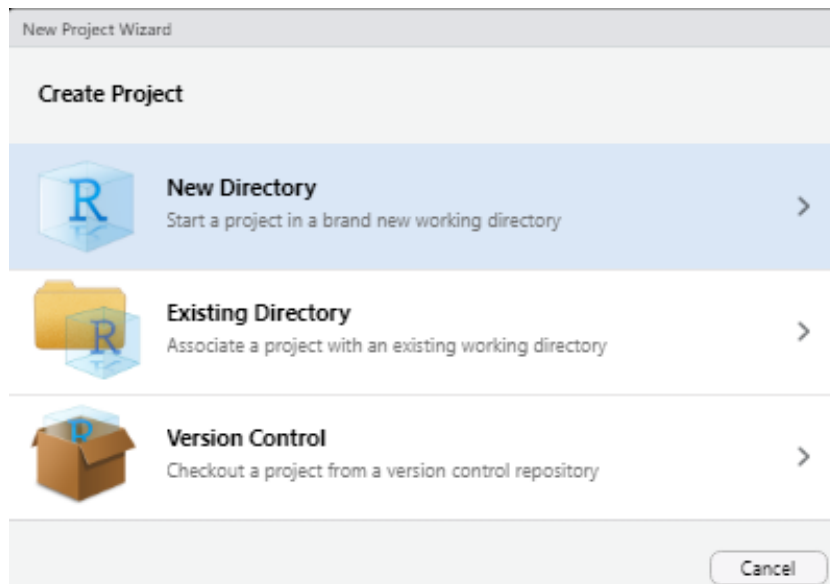 New Project Wizard
Create Project
R
New Directory
Start a project in a brand new working directory
R
Existing Directory
Associate a project with an existing working directory
R
Version Control
Checkout a project from a version control repository
Cancel